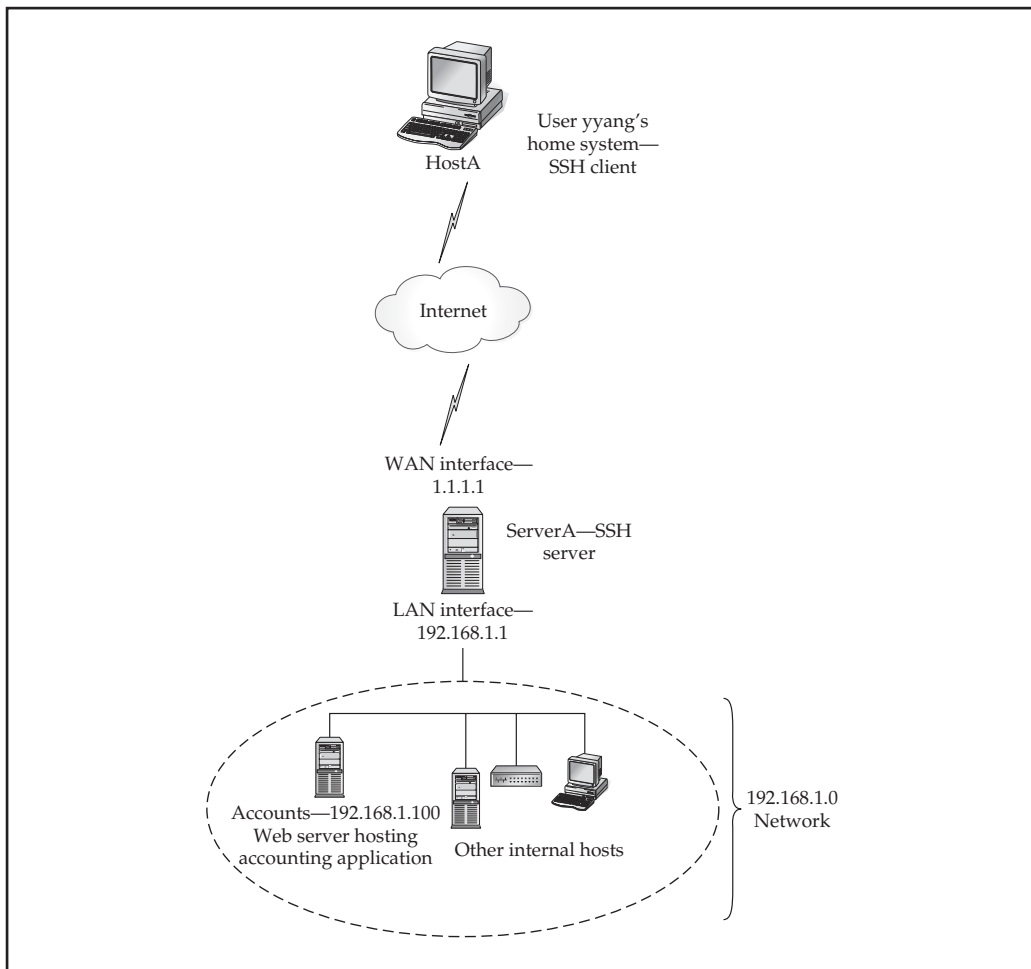 HostA
User yyang's
home system—
SSH client
Internet
WAN interface—
1.1.1.1
ServerA—SSH
server
LAN interface—
192.168.1.1
Accounts—192.168.1.100
Web server hosting
accounting application
Other internal hosts
192.168.1.0
Network